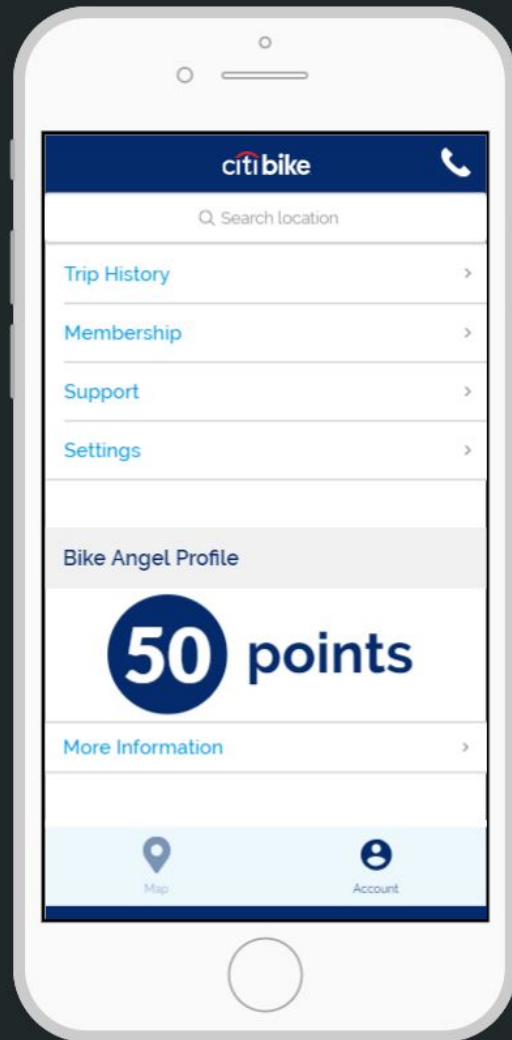 citibike
Search location
Trip History
Membership
Support
Settings
Bike Angel Profile
50 points
More Information
Map
Account